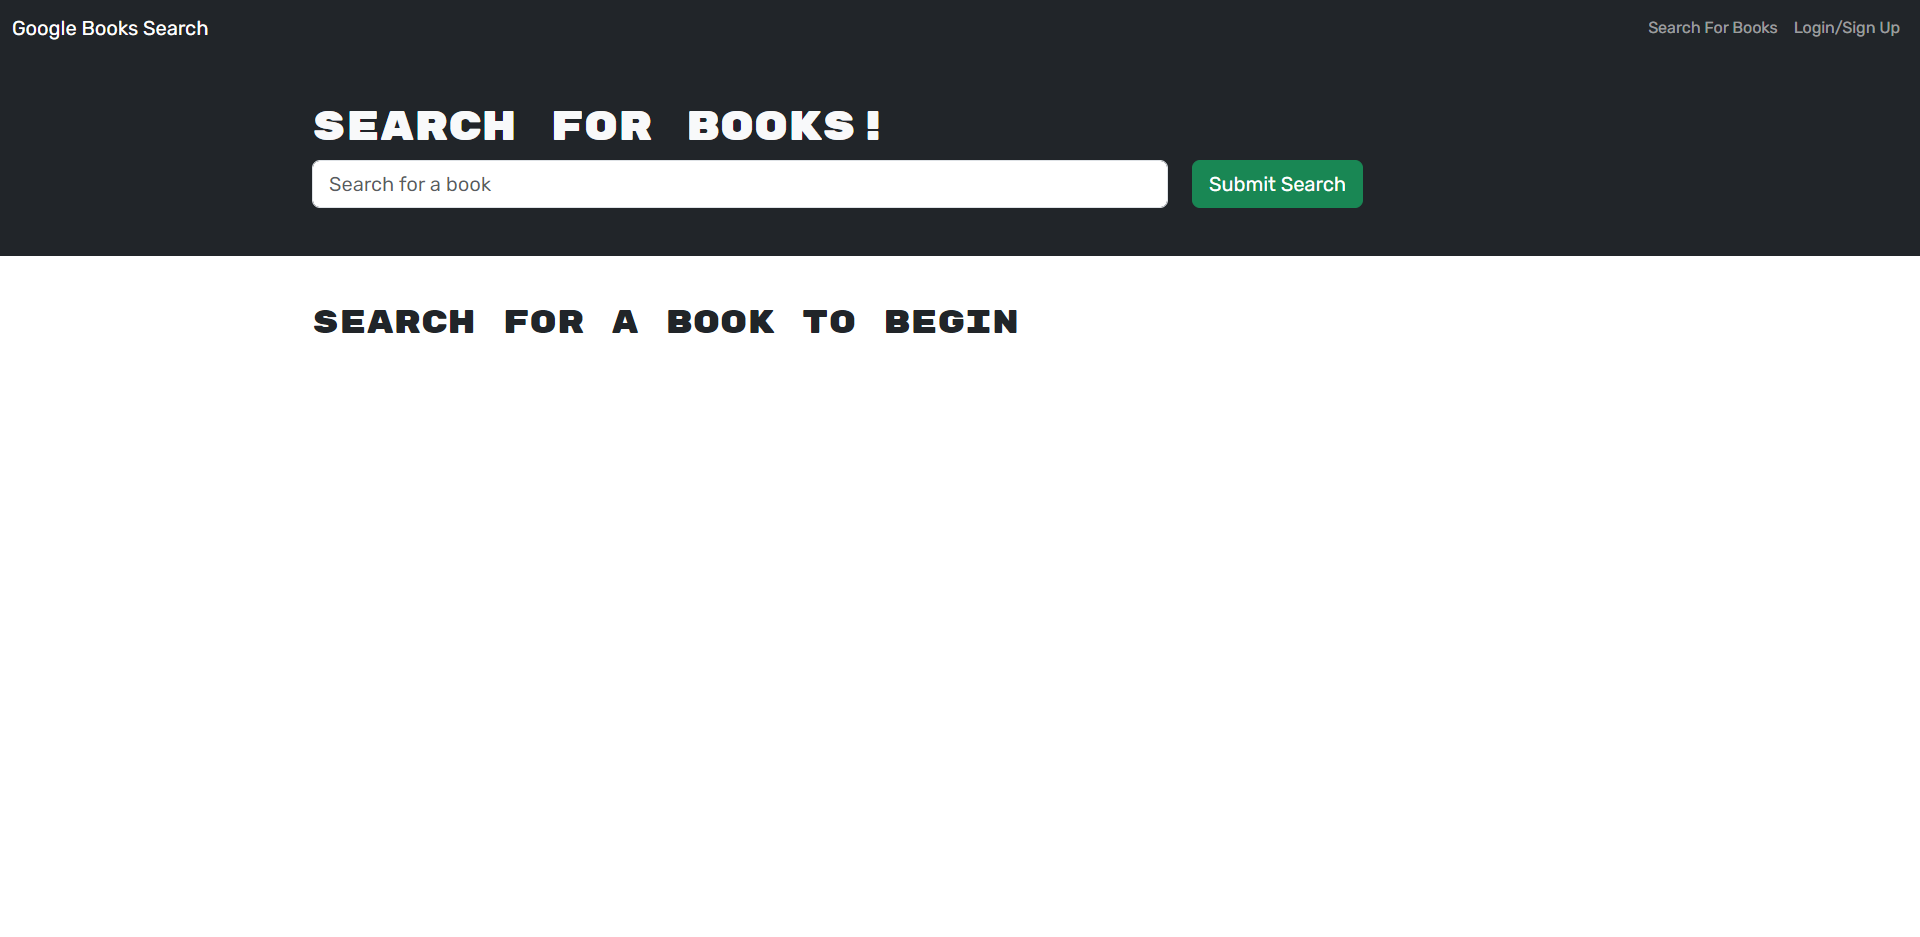 Google Books Search
Search For Books
Login/Sign Up
SEARCH FOR BOOKS!
Search for a book
Submit Search
SEARCH FOR A BOOK TO BEGIN